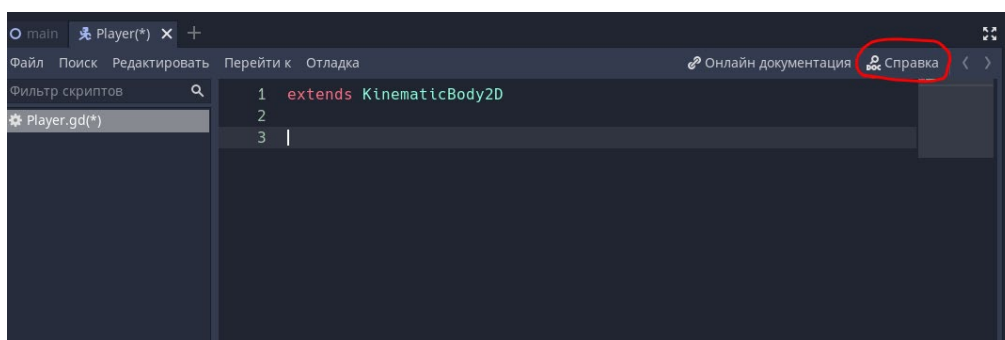 main Player(*)
Файл Поиск Редактировать Перейти к Отладка Онлайн документация Справка
Фильтр скриптов
Player.gd(*)
1 extends KinematicBody2D
2
3